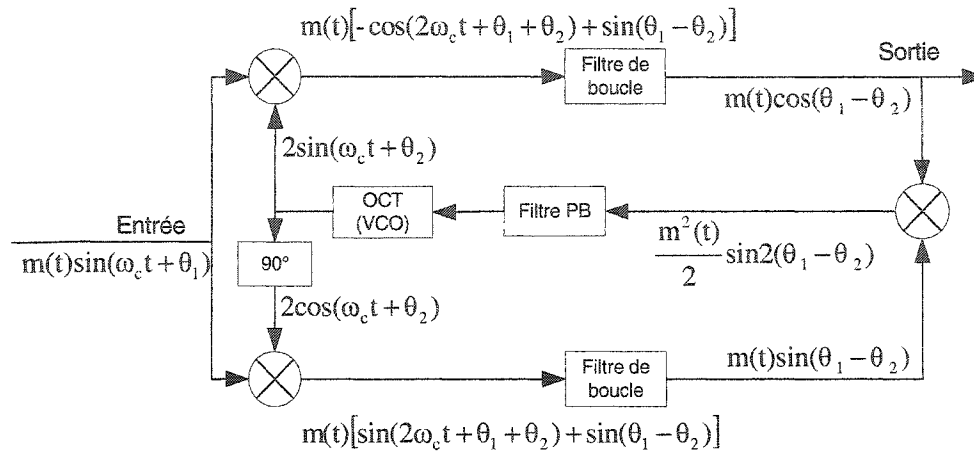 m(t)[-cos(2ω_c t + θ_1 + θ_2) + sin(θ_1 − θ_2)]
Filtre de
boucle
Sortie
m(t)cos(θ_1 − θ_2)
2sin(ω_c t + θ_2)
OCT
(VCO)
Filtre PB
m²(t)/2 sin2(θ_1 − θ_2)
Entrée
m(t)sin(ω_c t + θ_1)
90°
2cos(ω_c t + θ_2)
Filtre de
boucle
m(t)sin(θ_1 − θ_2)
m(t)[sin(2ω_c t + θ_1 + θ_2) + sin(θ_1 − θ_2)]